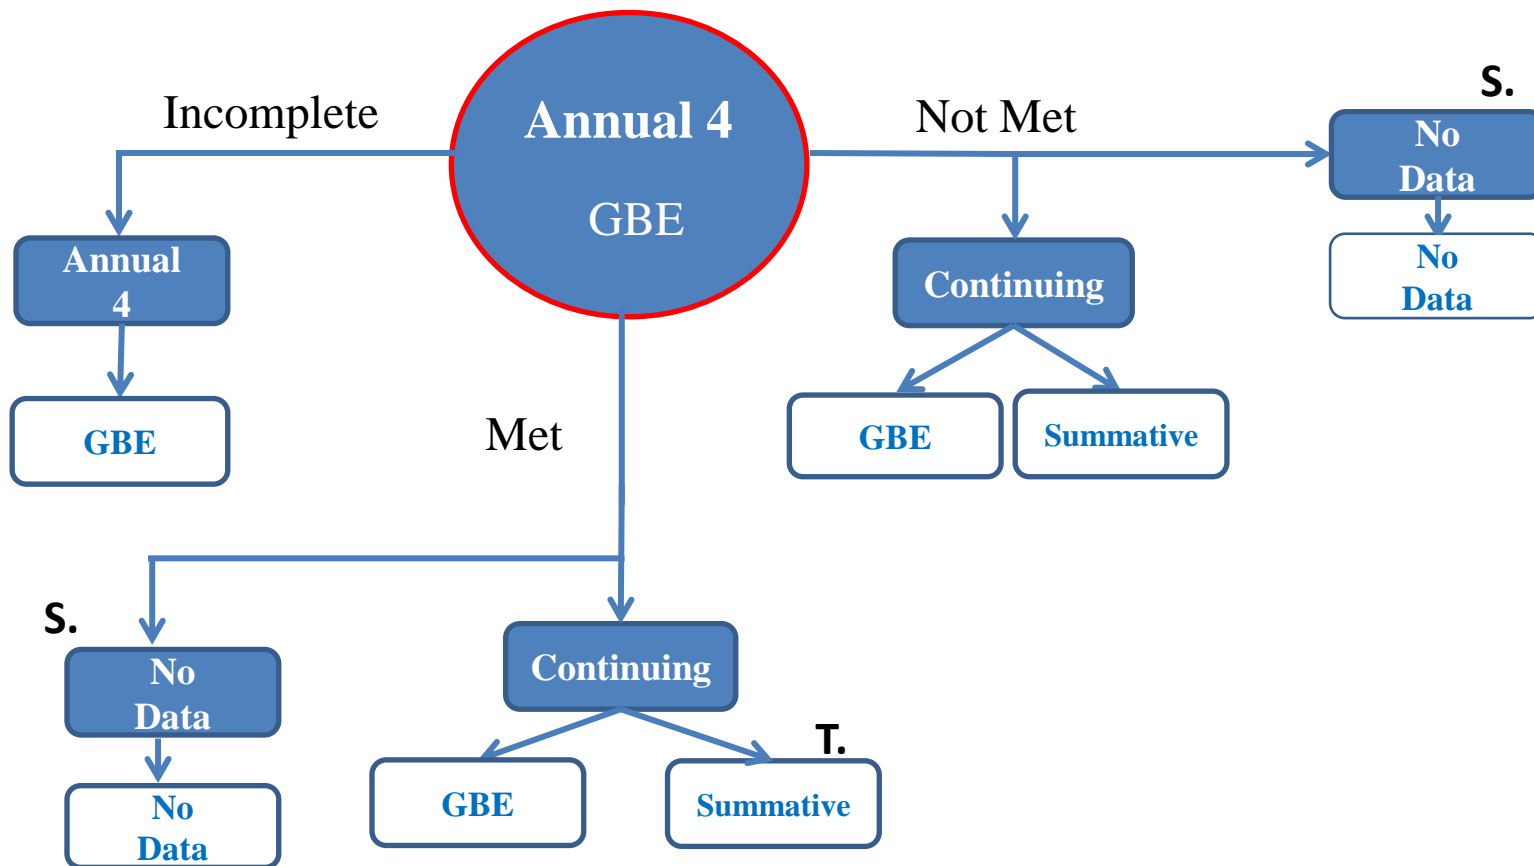 Incomplete
Annual 4
GBE
Not Met
S.
No
Data
No
Data
Annual
4
GBE
Continuing
GBE
Summative
Met
S.
No
Data
No
Data
Continuing
GBE
T.
Summative